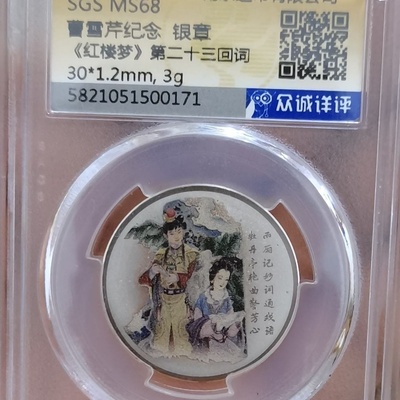 SGS MS68
曹雪芹纪念 银章
《红楼梦》第二十三回词
30*1.2mm, 3g
5821051500171
众诚详评
西厢记妙词通戏语
牡丹亭艳曲警芳心